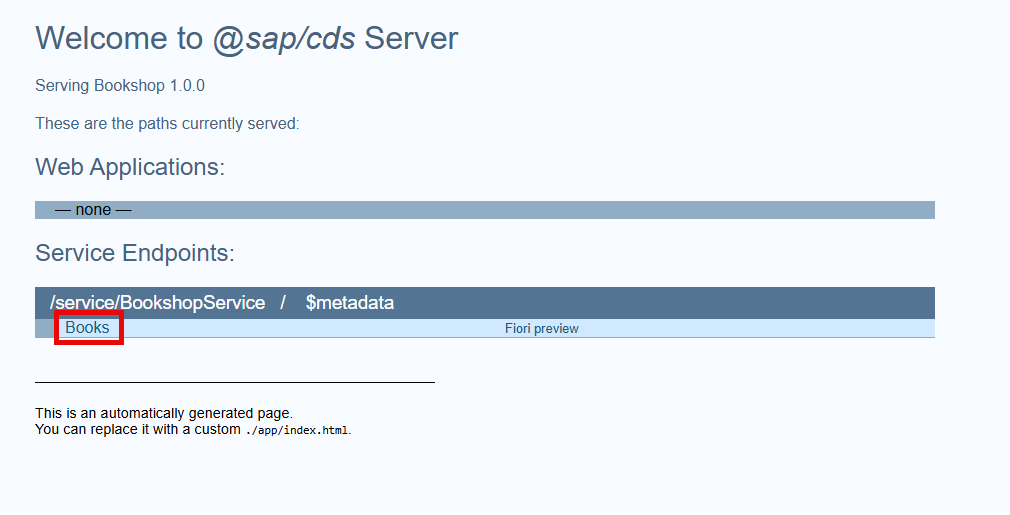 Welcome to @sap/cds Server
Serving Bookshop 1.0.0
These are the paths currently served:
Web Applications:
— none —
Service Endpoints:
/service/BookshopService / $metadata
Books Fiori preview
This is an automatically generated page.
You can replace it with a custom ./app/index.html.